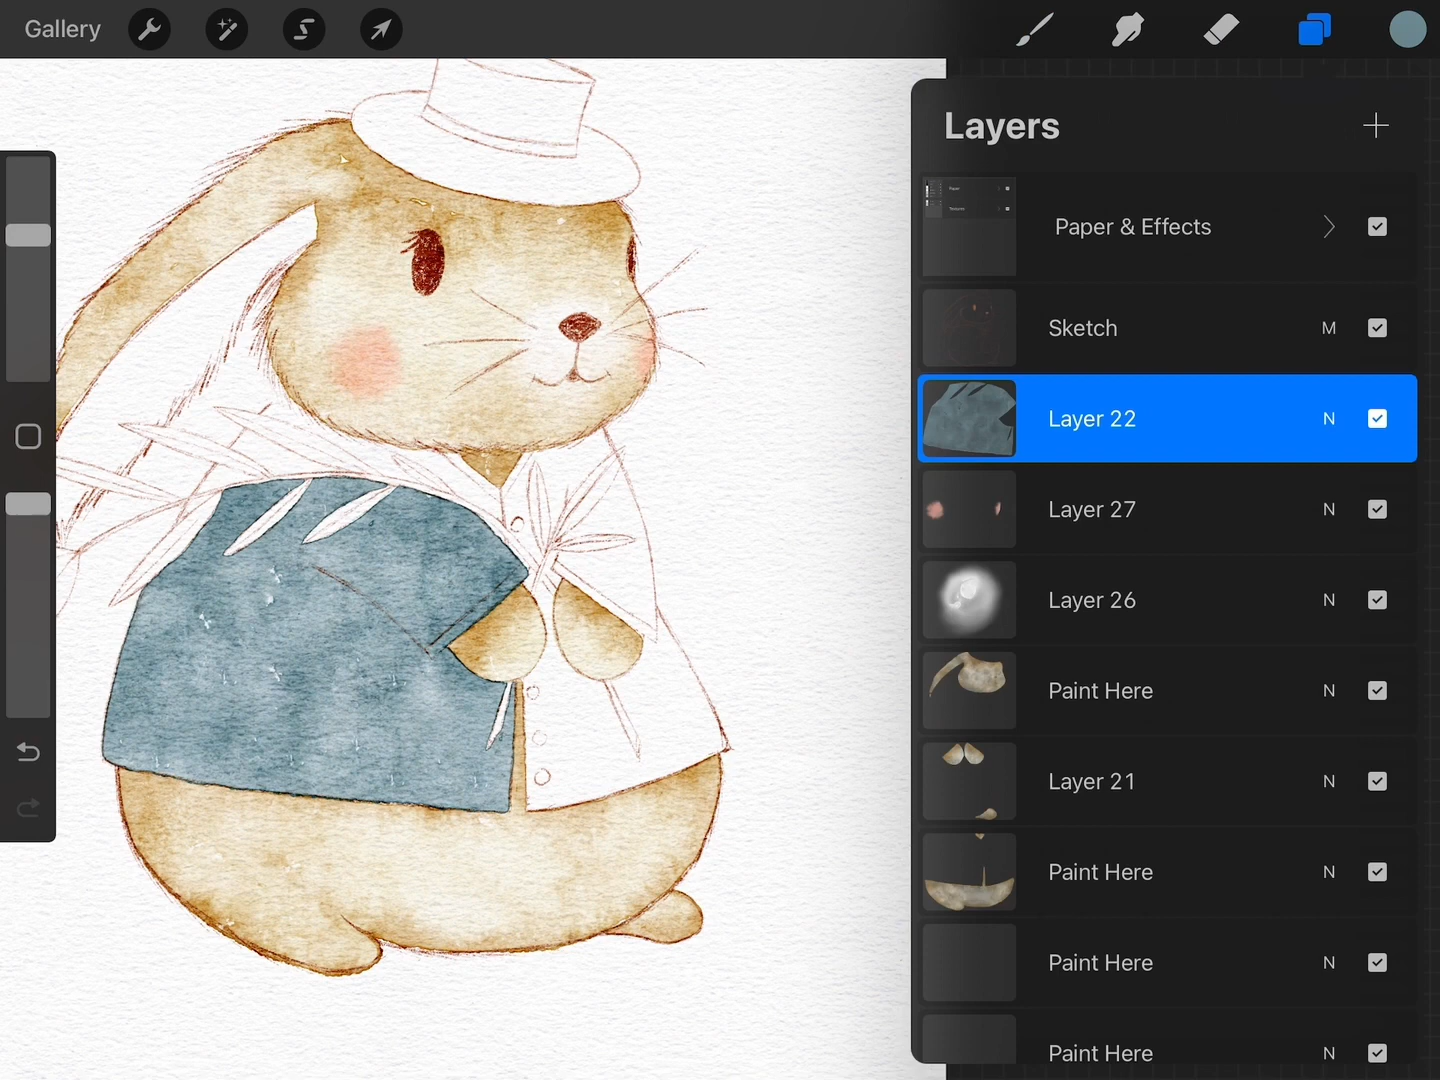 Gallery
Layers
Paper & Effects
Sketch M
Layer 22 N
Layer 27 N
Layer 26 N
Paint Here N
Layer 21 N
Paint Here N
Paint Here N
Paint Here N